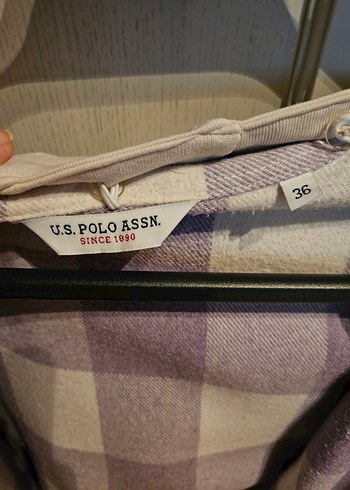 U.S. POLO ASSN.
SINCE 1890
36